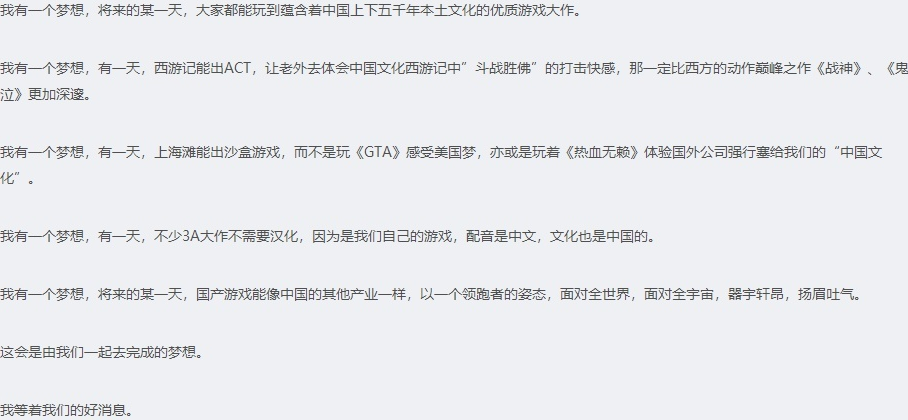 我有一个梦想，将来的某一天，大家都能玩到蕴含着中国上下五千年本土文化的优质游戏大作。
我有一个梦想，有一天，西游记能出ACT，让老外去体会中国文化西游记中”斗战胜佛”的打击快感，那一定比西方的动作巅峰之作《战神》、《鬼
泣》更加深邃。
我有一个梦想，有一天，上海滩能出沙盒游戏，而不是玩《GTA》感受美国梦，亦或是玩着《热血无赖》体验国外公司强行塞给我们的“中国文
化”。
我有一个梦想，有一天，不少3A大作不需要汉化，因为是我们自己的游戏，配音是中文，文化也是中国的。
我有一个梦想，将来的某一天，国产游戏能像中国的其他产业一样，以一个领跑者的姿态，面对全世界，面对全宇宙，器宇轩昂，扬眉吐气。
这会是由我们一起去完成的梦想。
我等着我们的好消息。